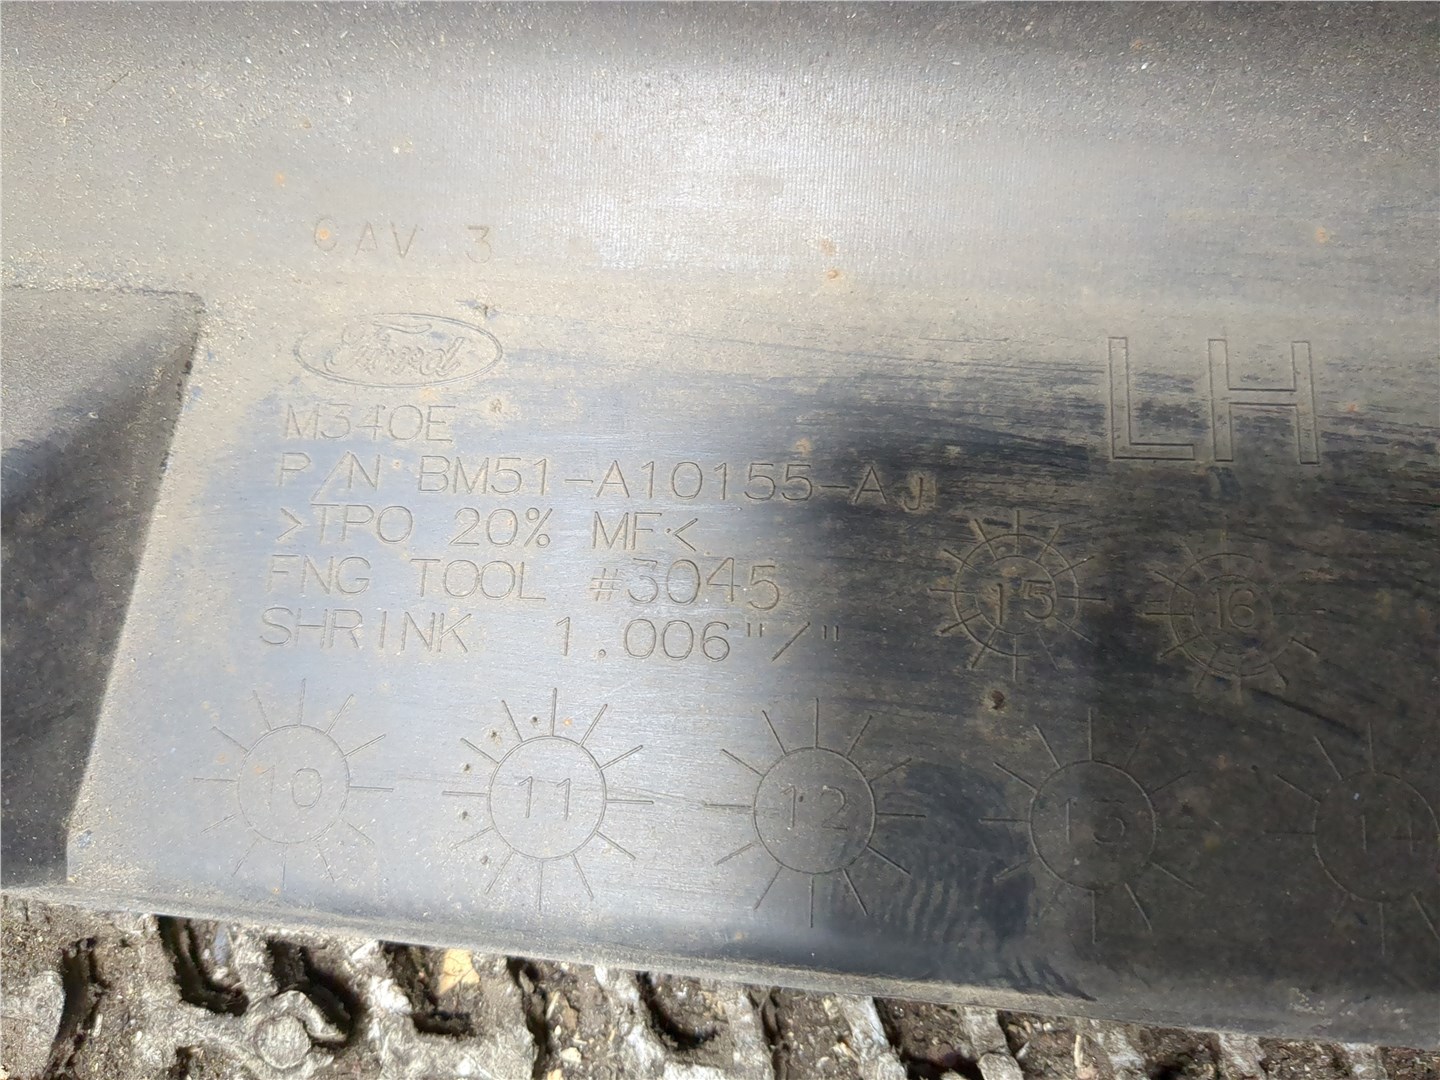 CAV 3
Ford
LH
M340E
P/N BM51-A10155-AJ
>TPO 20% MF<
FNG TOOL #3045
SHRINK 1.006"/"
15 16
10 11 12 13 14